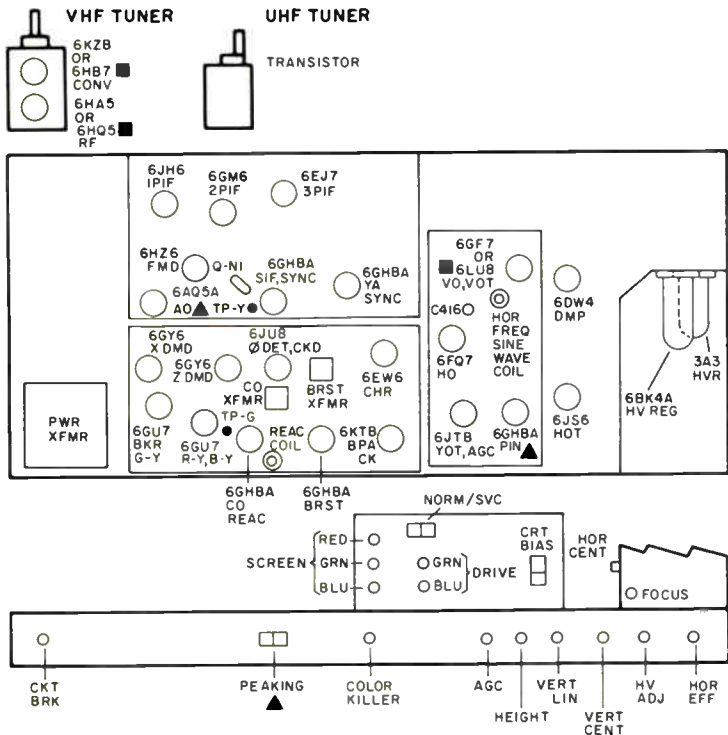 VHF TUNER
UHF TUNER
6KZ8
OR
6HB7
CONV
6HA5
OR
6HQ5
RF
TRANSISTOR
6JH6
1PIF
6GM6
2PIF
6EJ7
3PIF
6HZ6
FMD
Q-N1
6GH8A
SIF,SYNC
6GH8A
YA
SYNC
6AQ5A
AO
TP-Y
6GF7
OR
6LU8
VO,VOT
C416
HOR
FREQ
SINE
WAVE
COIL
6FQ7
HO
6DW4
DMP
6JT8
YOT,AGC
6GH8A
PIN
6JS6
HOT
6BK4A
HV REG
3A3
HVR
6GY6
X DMD
6GY6
Z DMD
6JU8
Ø DET,CKD
6EW6
CHR
CO
XFMR
BRST
XFMR
PWR
XFMR
6GU7
BKR
G-Y
TP-G
6GU7
R-Y,B-Y
REAC
COIL
6KT8
BPA
CK
6GH8A
CO
REAC
6GH8A
BRST
NORM/SVC
SCREEN
RED
GRN
BLU
GRN
BLU
DRIVE
CRT
BIAS
HOR
CENT
FOCUS
CKT
BRK
PEAKING
COLOR
KILLER
AGC
HEIGHT
VERT
LIN
VERT
CENT
HV
ADJ
HOR
EFF